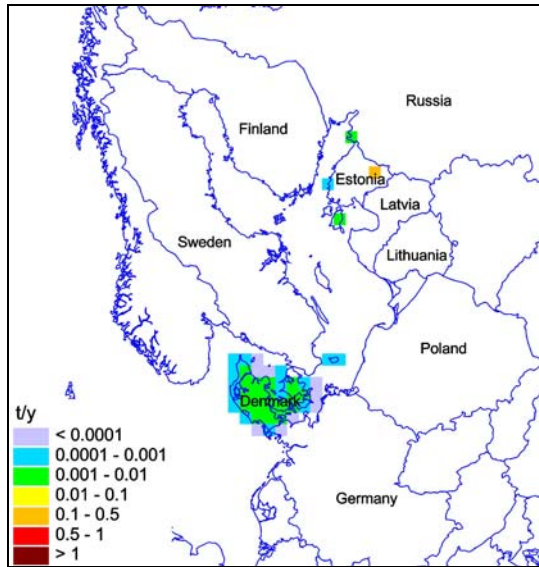 Russia
Finland
Estonia
Latvia
Sweden
Lithuania
Poland
Denmark
t/y
< 0.0001
0.0001 - 0.001
0.001 - 0.01
0.01 - 0.1
0.1 - 0.5
0.5 - 1
> 1
Germany